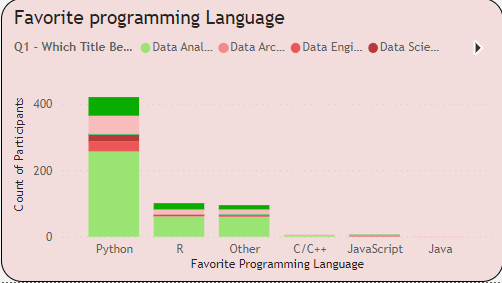 Favorite programming Language
Q1 - Which Title Be... Data Anal... Data Arc... Data Engi... Data Scie...
Count of Participants
400
200
0
Python R Other C/C++ JavaScript Java
Favorite Programming Language